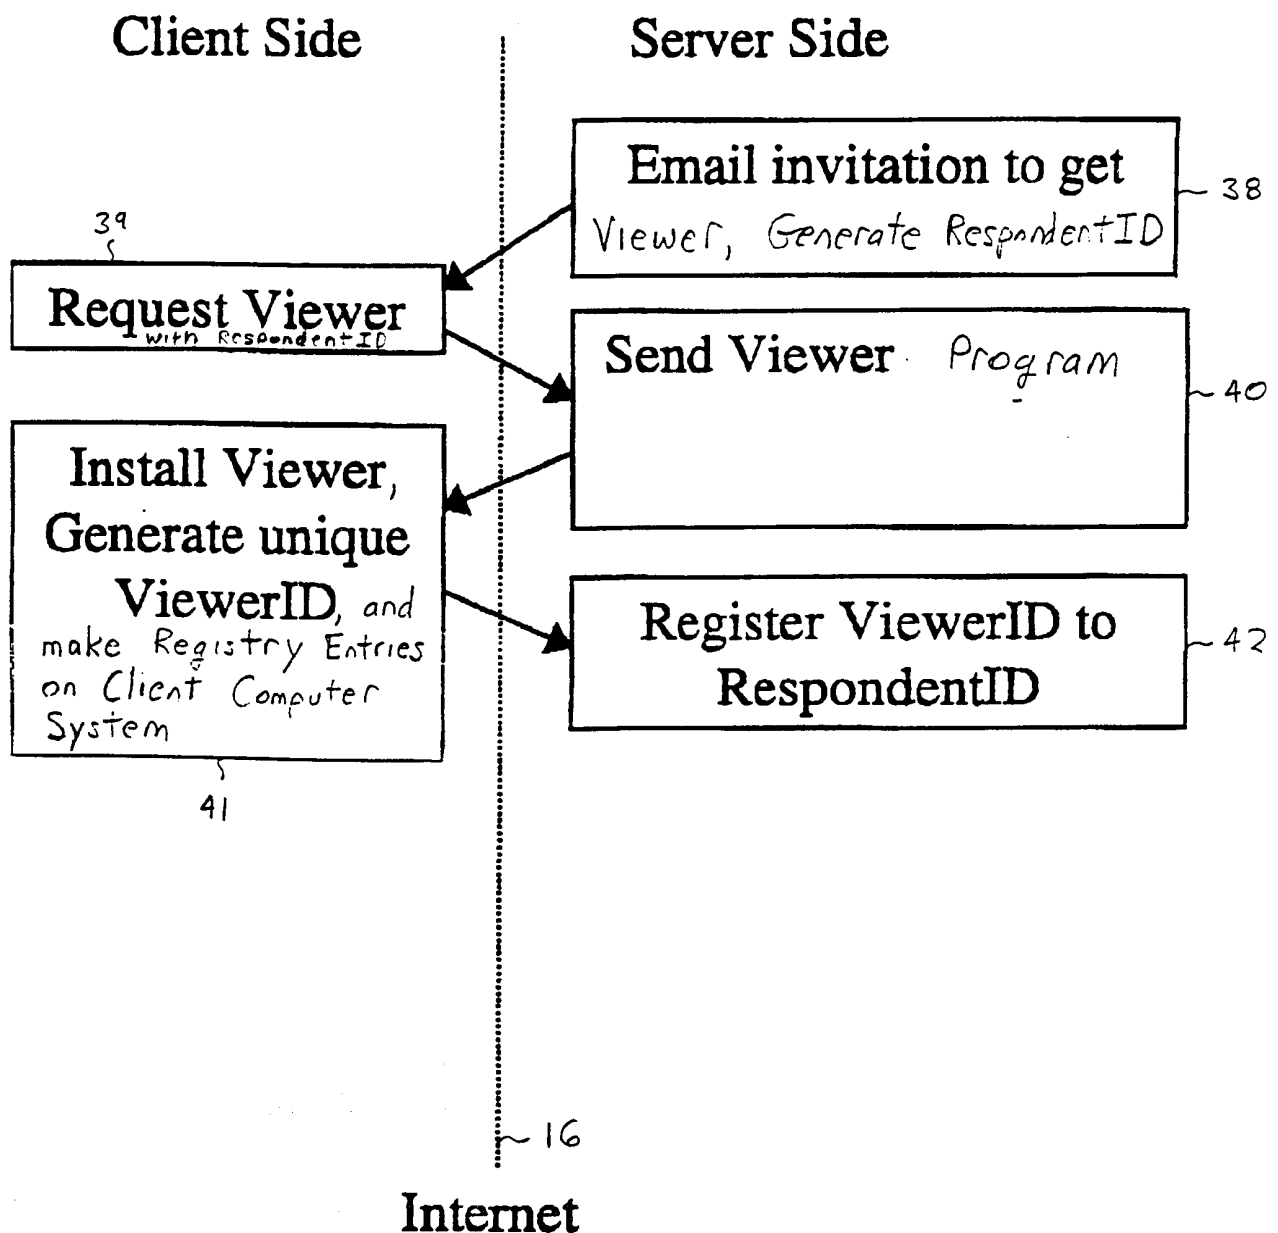 Client Side
Server Side
Email invitation to get
Viewer, Generate RespondentID
38
39
Request Viewer
with RespondentID
Send Viewer Program
40
Install Viewer,
Generate unique
ViewerID, and
make Registry Entries
on Client Computer
System
41
Register ViewerID to
RespondentID
42
16
Internet